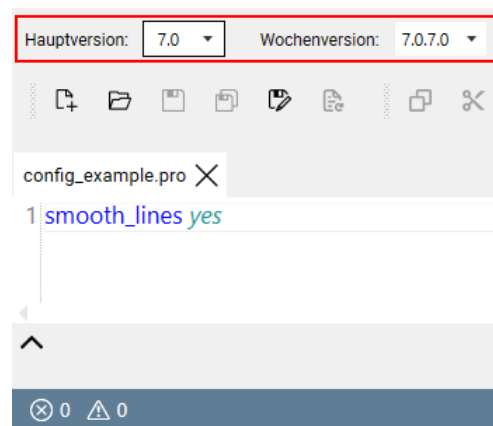 Hauptversion: 7.0 Wochenversion: 7.0.7.0
config_example.pro
1 smooth_lines yes
0 0